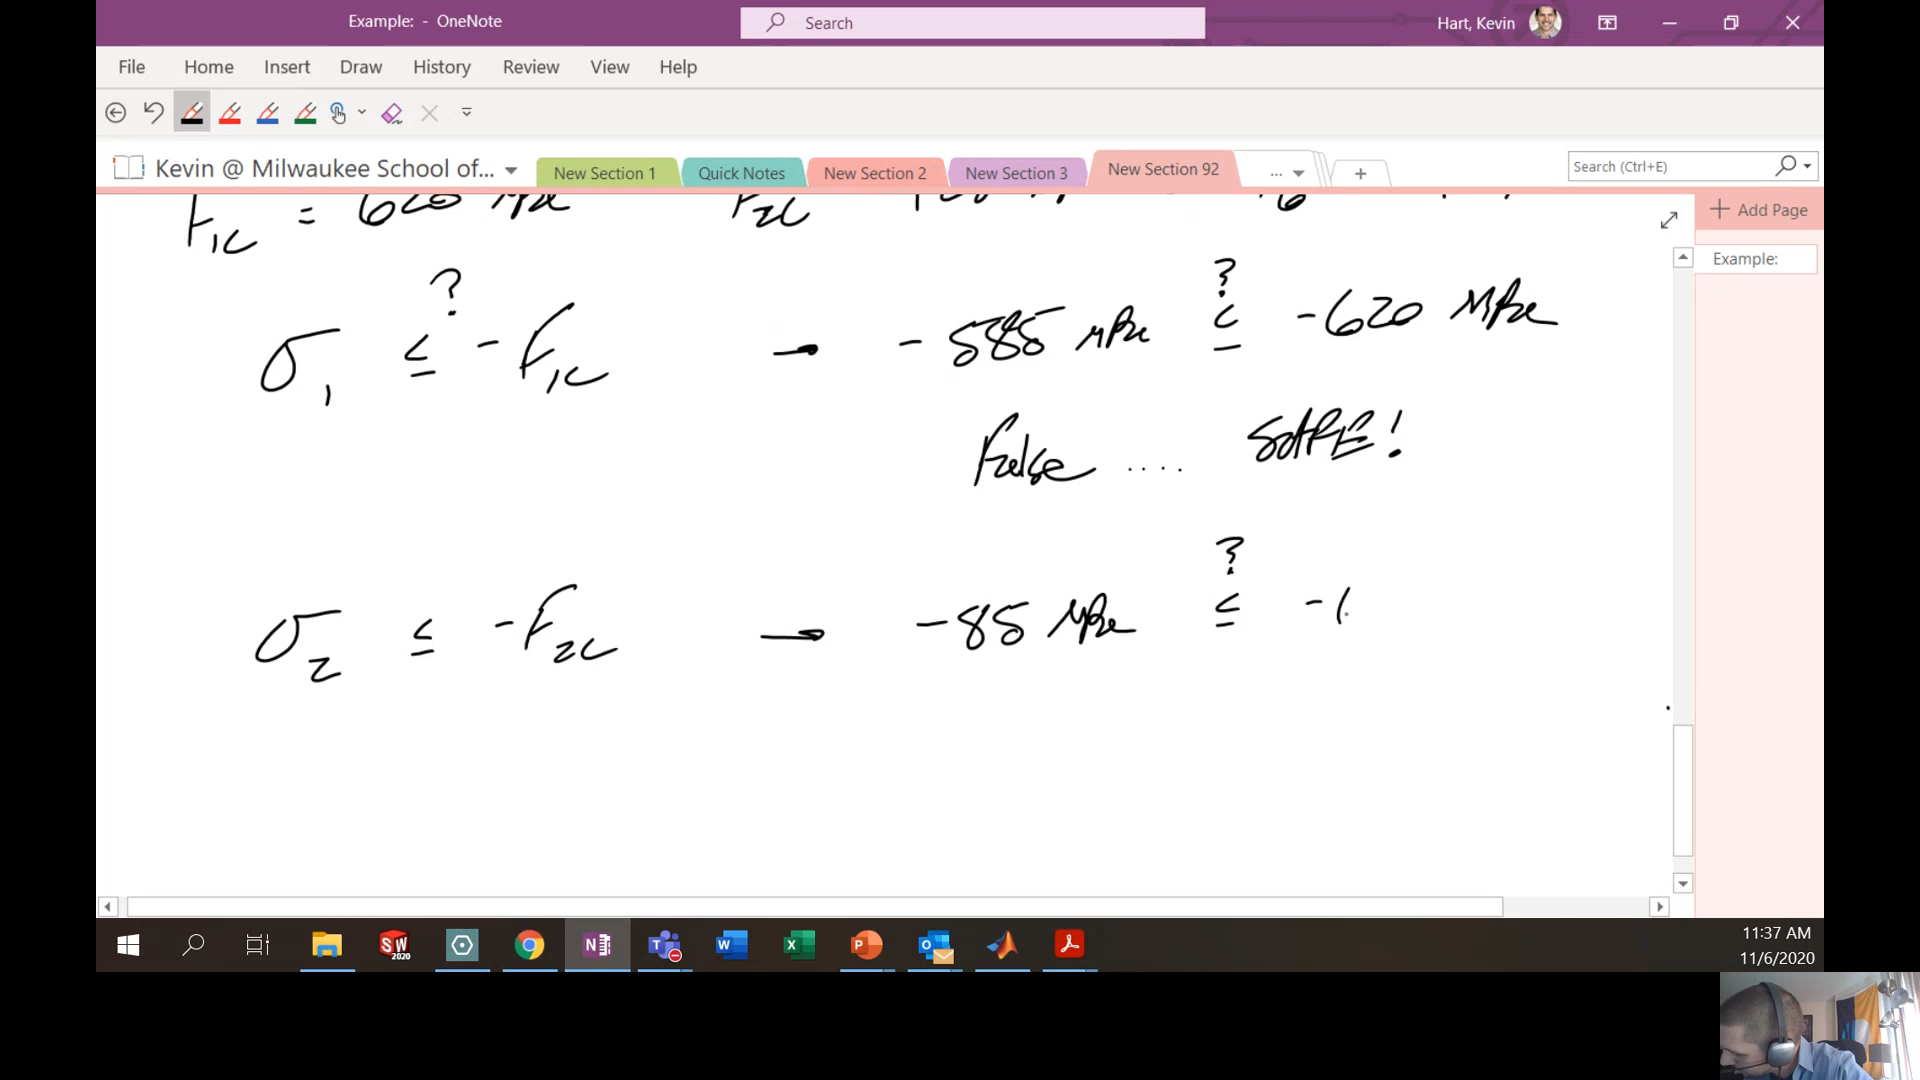 Example: - OneNote
Search
Hart, Kevin
File Home Insert Draw History Review View Help
Kevin @ Milwaukee School of...
New Section 1
Quick Notes
New Section 2
New Section 3
New Section 92
...
+
Search (Ctrl+E)
Add Page
Example:
F1C = 620 MPa F2C
?
σ1 ≤ - F1C → - 585 MPa ≤ - 620 MPa
?
False .... SAFE!
?
σ2 ≤ - F2C → - 85 MPa ≤ - (
SW
2020
11:37 AM
11/6/2020